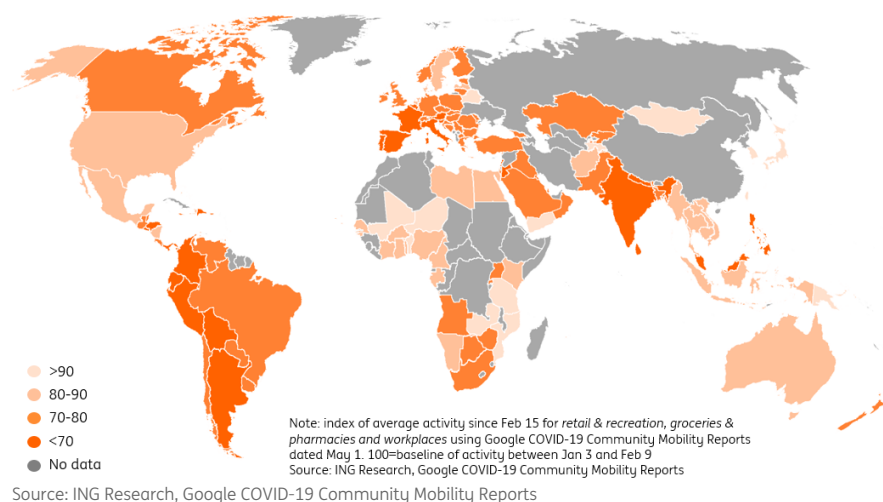 >90
80-90
70-80
<70
No data
Note: index of average activity since Feb 15 for retail & recreation, groceries &
pharmacies and workplaces using Google COVID-19 Community Mobility Reports
dated May 1. 100=baseline of activity between Jan 3 and Feb 9
Source: ING Research, Google COVID-19 Community Mobility Reports
Source: ING Research, Google COVID-19 Community Mobility Reports